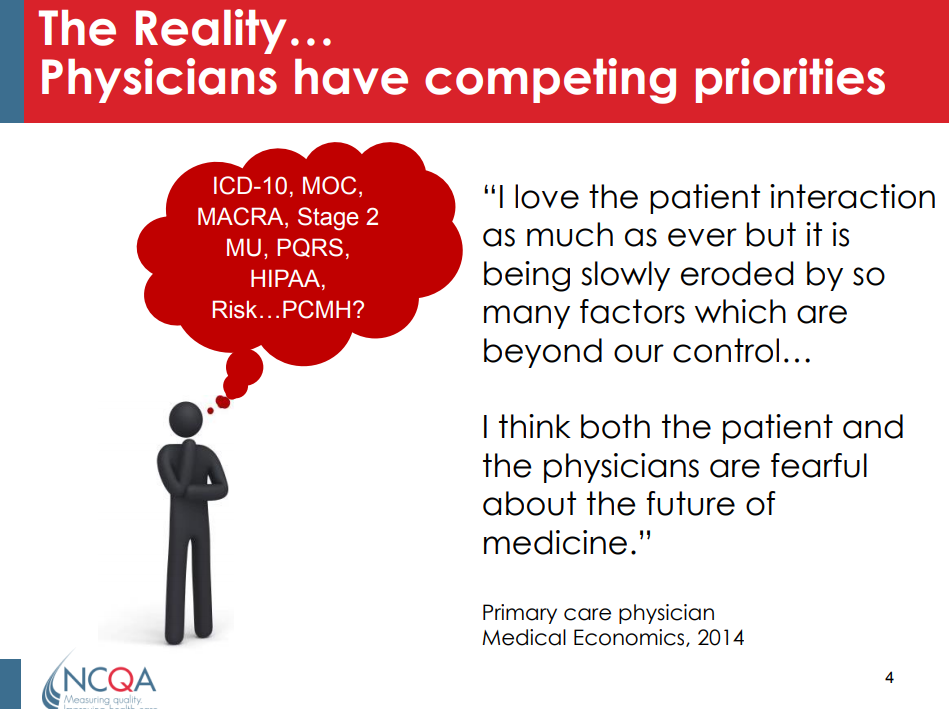 The Reality…
Physicians have competing priorities
ICD-10, MOC,
MACRA, Stage 2
MU, PQRS,
HIPAA,
Risk…PCMH?
“I love the patient interaction
as much as ever but it is
being slowly eroded by so
many factors which are
beyond our control…
I think both the patient and
the physicians are fearful
about the future of
medicine.”
Primary care physician
Medical Economics, 2014
NCQA
Measuring quality.
Improving health care.
4